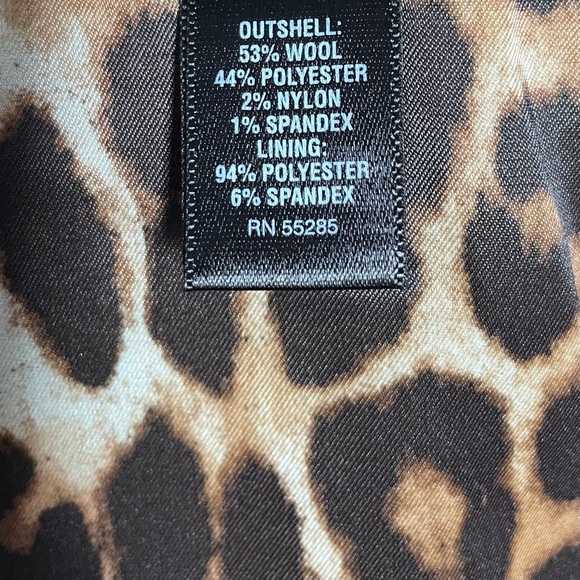 OUTSHELL:
53% WOOL
44% POLYESTER
2% NYLON
1% SPANDEX
LINING:
94% POLYESTER
6% SPANDEX
RN 55285